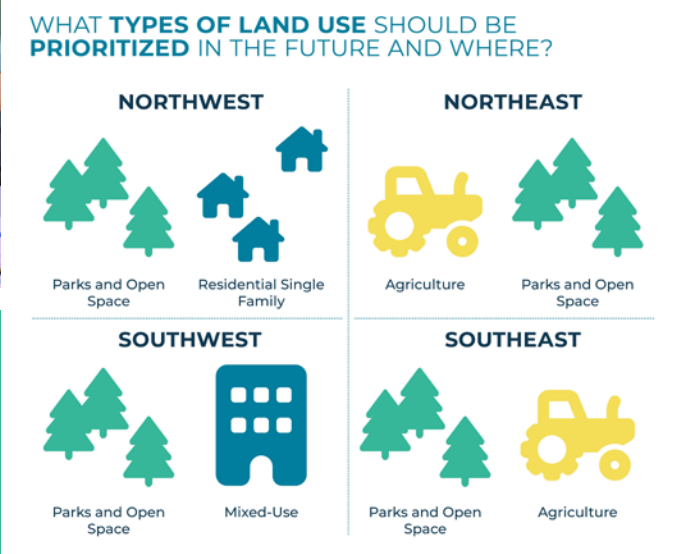 WHAT TYPES OF LAND USE SHOULD BE
PRIORITIZED IN THE FUTURE AND WHERE?
NORTHWEST
Parks and Open
Space
Residential Single
Family
NORTHEAST
Agriculture
Parks and Open
Space
SOUTHWEST
Parks and Open
Space
Mixed-Use
SOUTHEAST
Parks and Open
Space
Agriculture